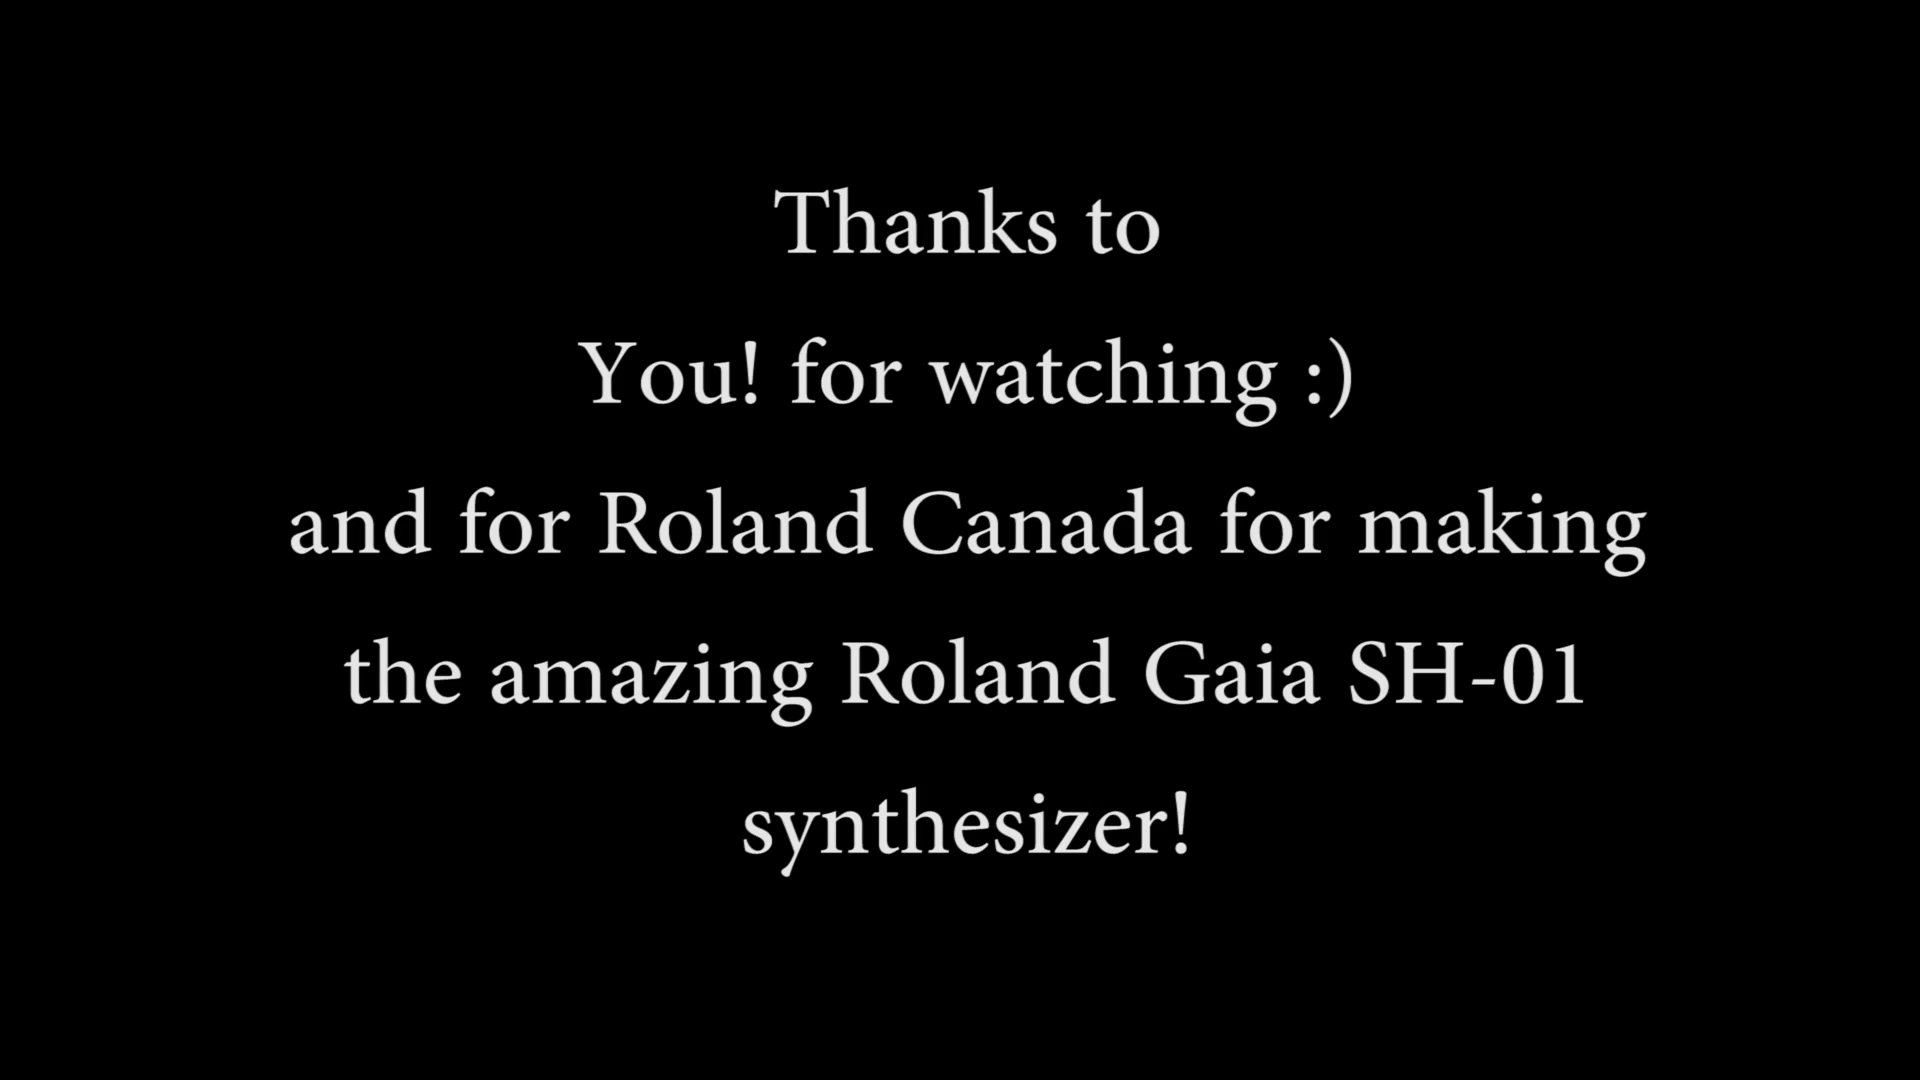 Thanks to
You! for watching :)
and for Roland Canada for making
the amazing Roland Gaia SH-01
synthesizer!